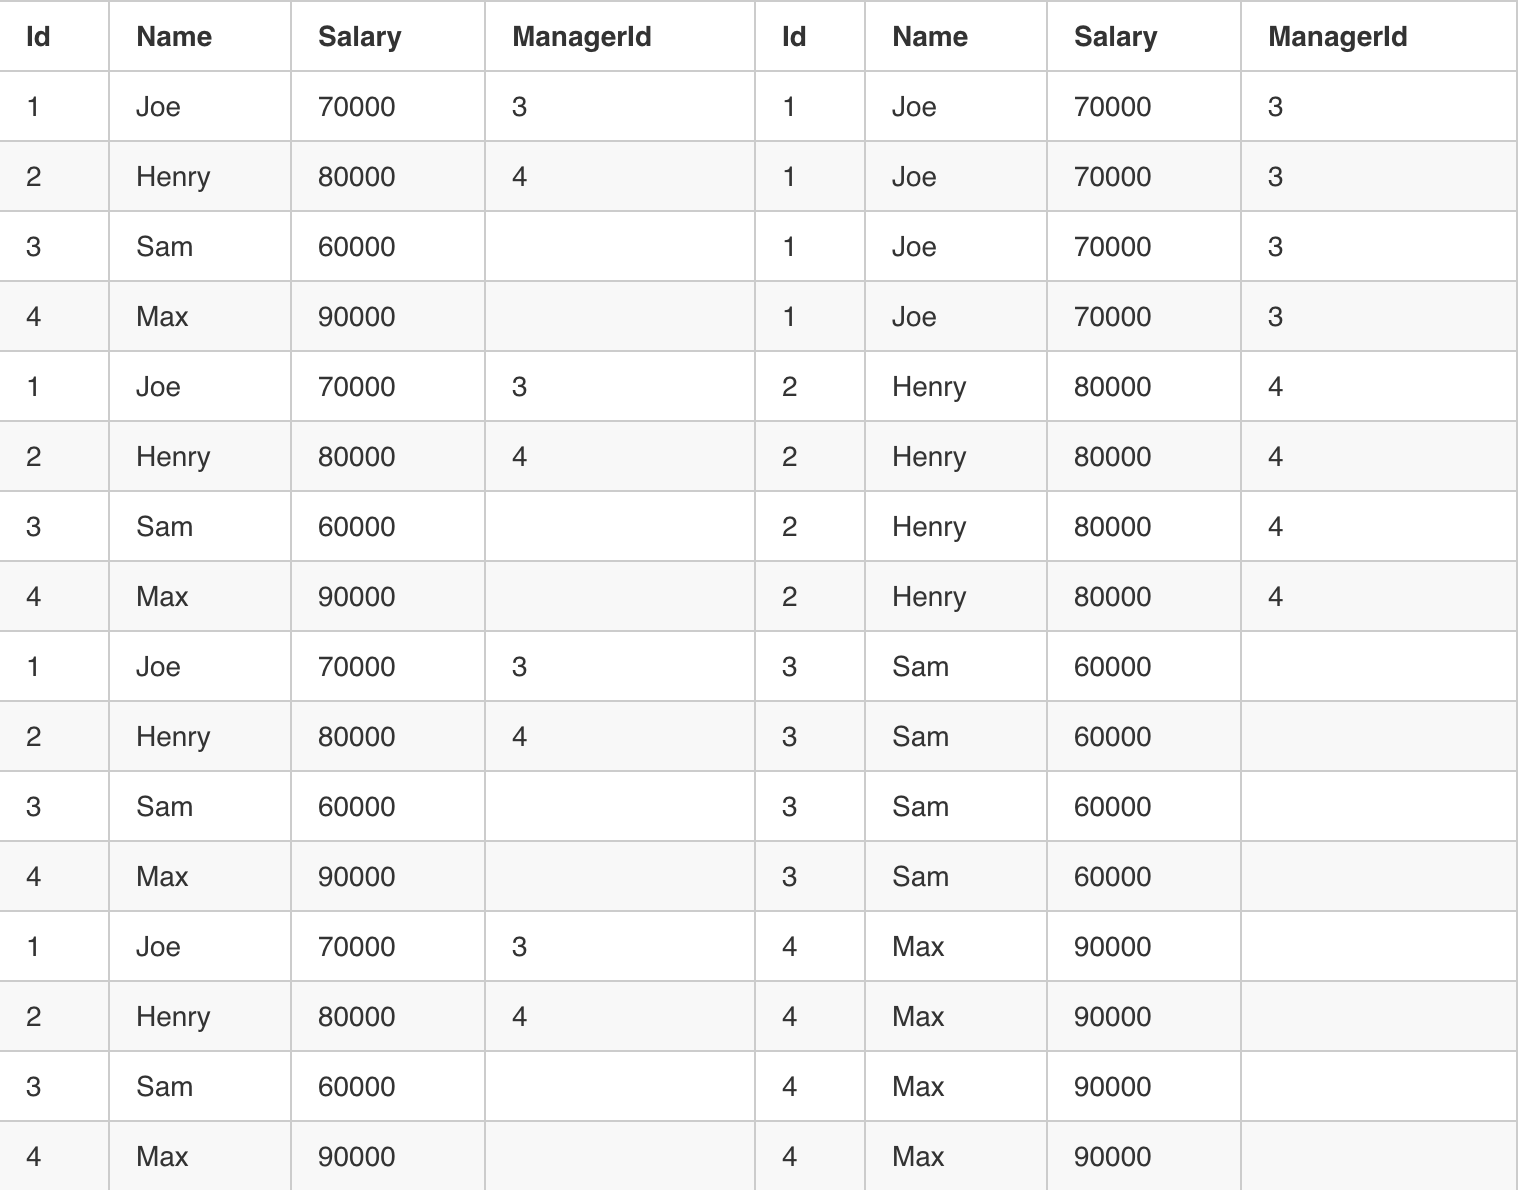 Id Name Salary ManagerId Id Name Salary ManagerId
1 Joe 70000 3 1 Joe 70000 3
2 Henry 80000 4 1 Joe 70000 3
3 Sam 60000 1 Joe 70000 3
4 Max 90000 1 Joe 70000 3
1 Joe 70000 3 2 Henry 80000 4
2 Henry 80000 4 2 Henry 80000 4
3 Sam 60000 2 Henry 80000 4
4 Max 90000 2 Henry 80000 4
1 Joe 70000 3 3 Sam 60000
2 Henry 80000 4 3 Sam 60000
3 Sam 60000 3 Sam 60000
4 Max 90000 3 Sam 60000
1 Joe 70000 3 4 Max 90000
2 Henry 80000 4 4 Max 90000
3 Sam 60000 4 Max 90000
4 Max 90000 4 Max 90000